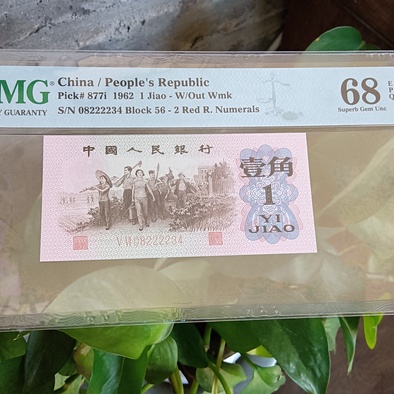 MG
Y GUARANTY
China / People's Republic
Pick# 877i 1962 1 Jiao - W/Out Wmk
S/N 08222234 Block 56 - 2 Red R. Numerals
68
E
P
Q
Superb Gem Unc
中國人民銀行
壹角
1
YI
JIAO
V VI 08222234